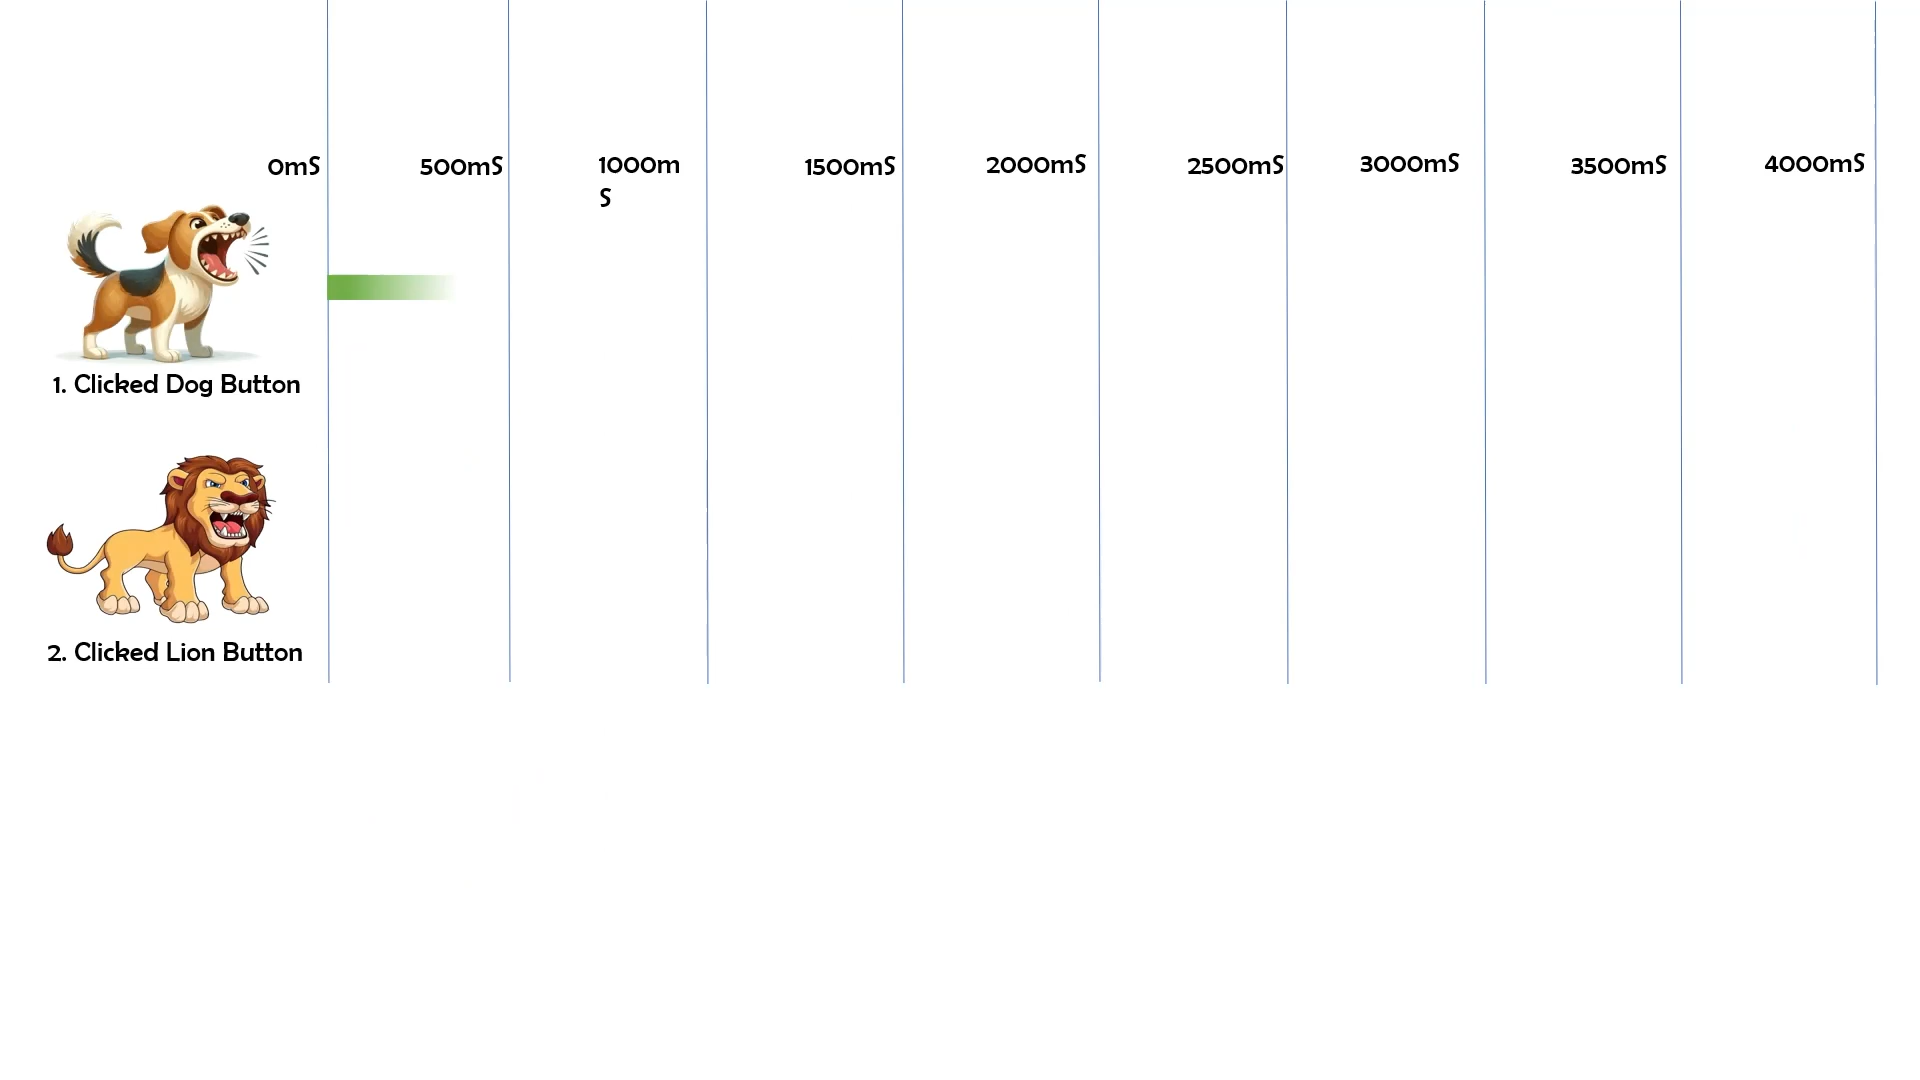 0mS
500mS
1000m
S
1500mS
2000mS
2500mS
3000mS
3500mS
4000mS
1. Clicked Dog Button
2. Clicked Lion Button